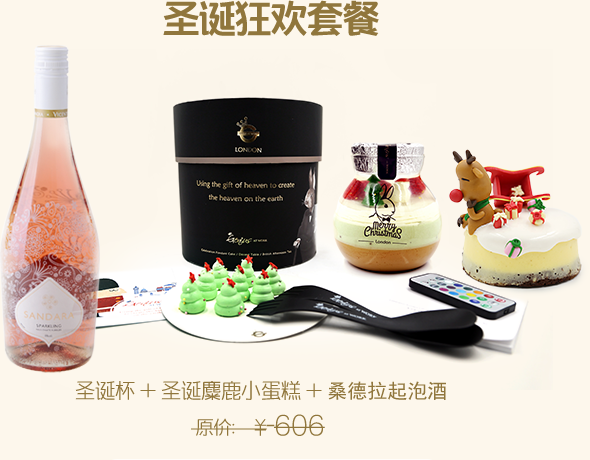 圣诞狂欢套餐
LONDON
Using the gift of heaven to create
the heaven on the earth
Merry
Christmas
London
SANDARA
SPARKLING
圣诞杯 + 圣诞麋鹿小蛋糕 + 桑德拉起泡酒
原价: ¥ 606